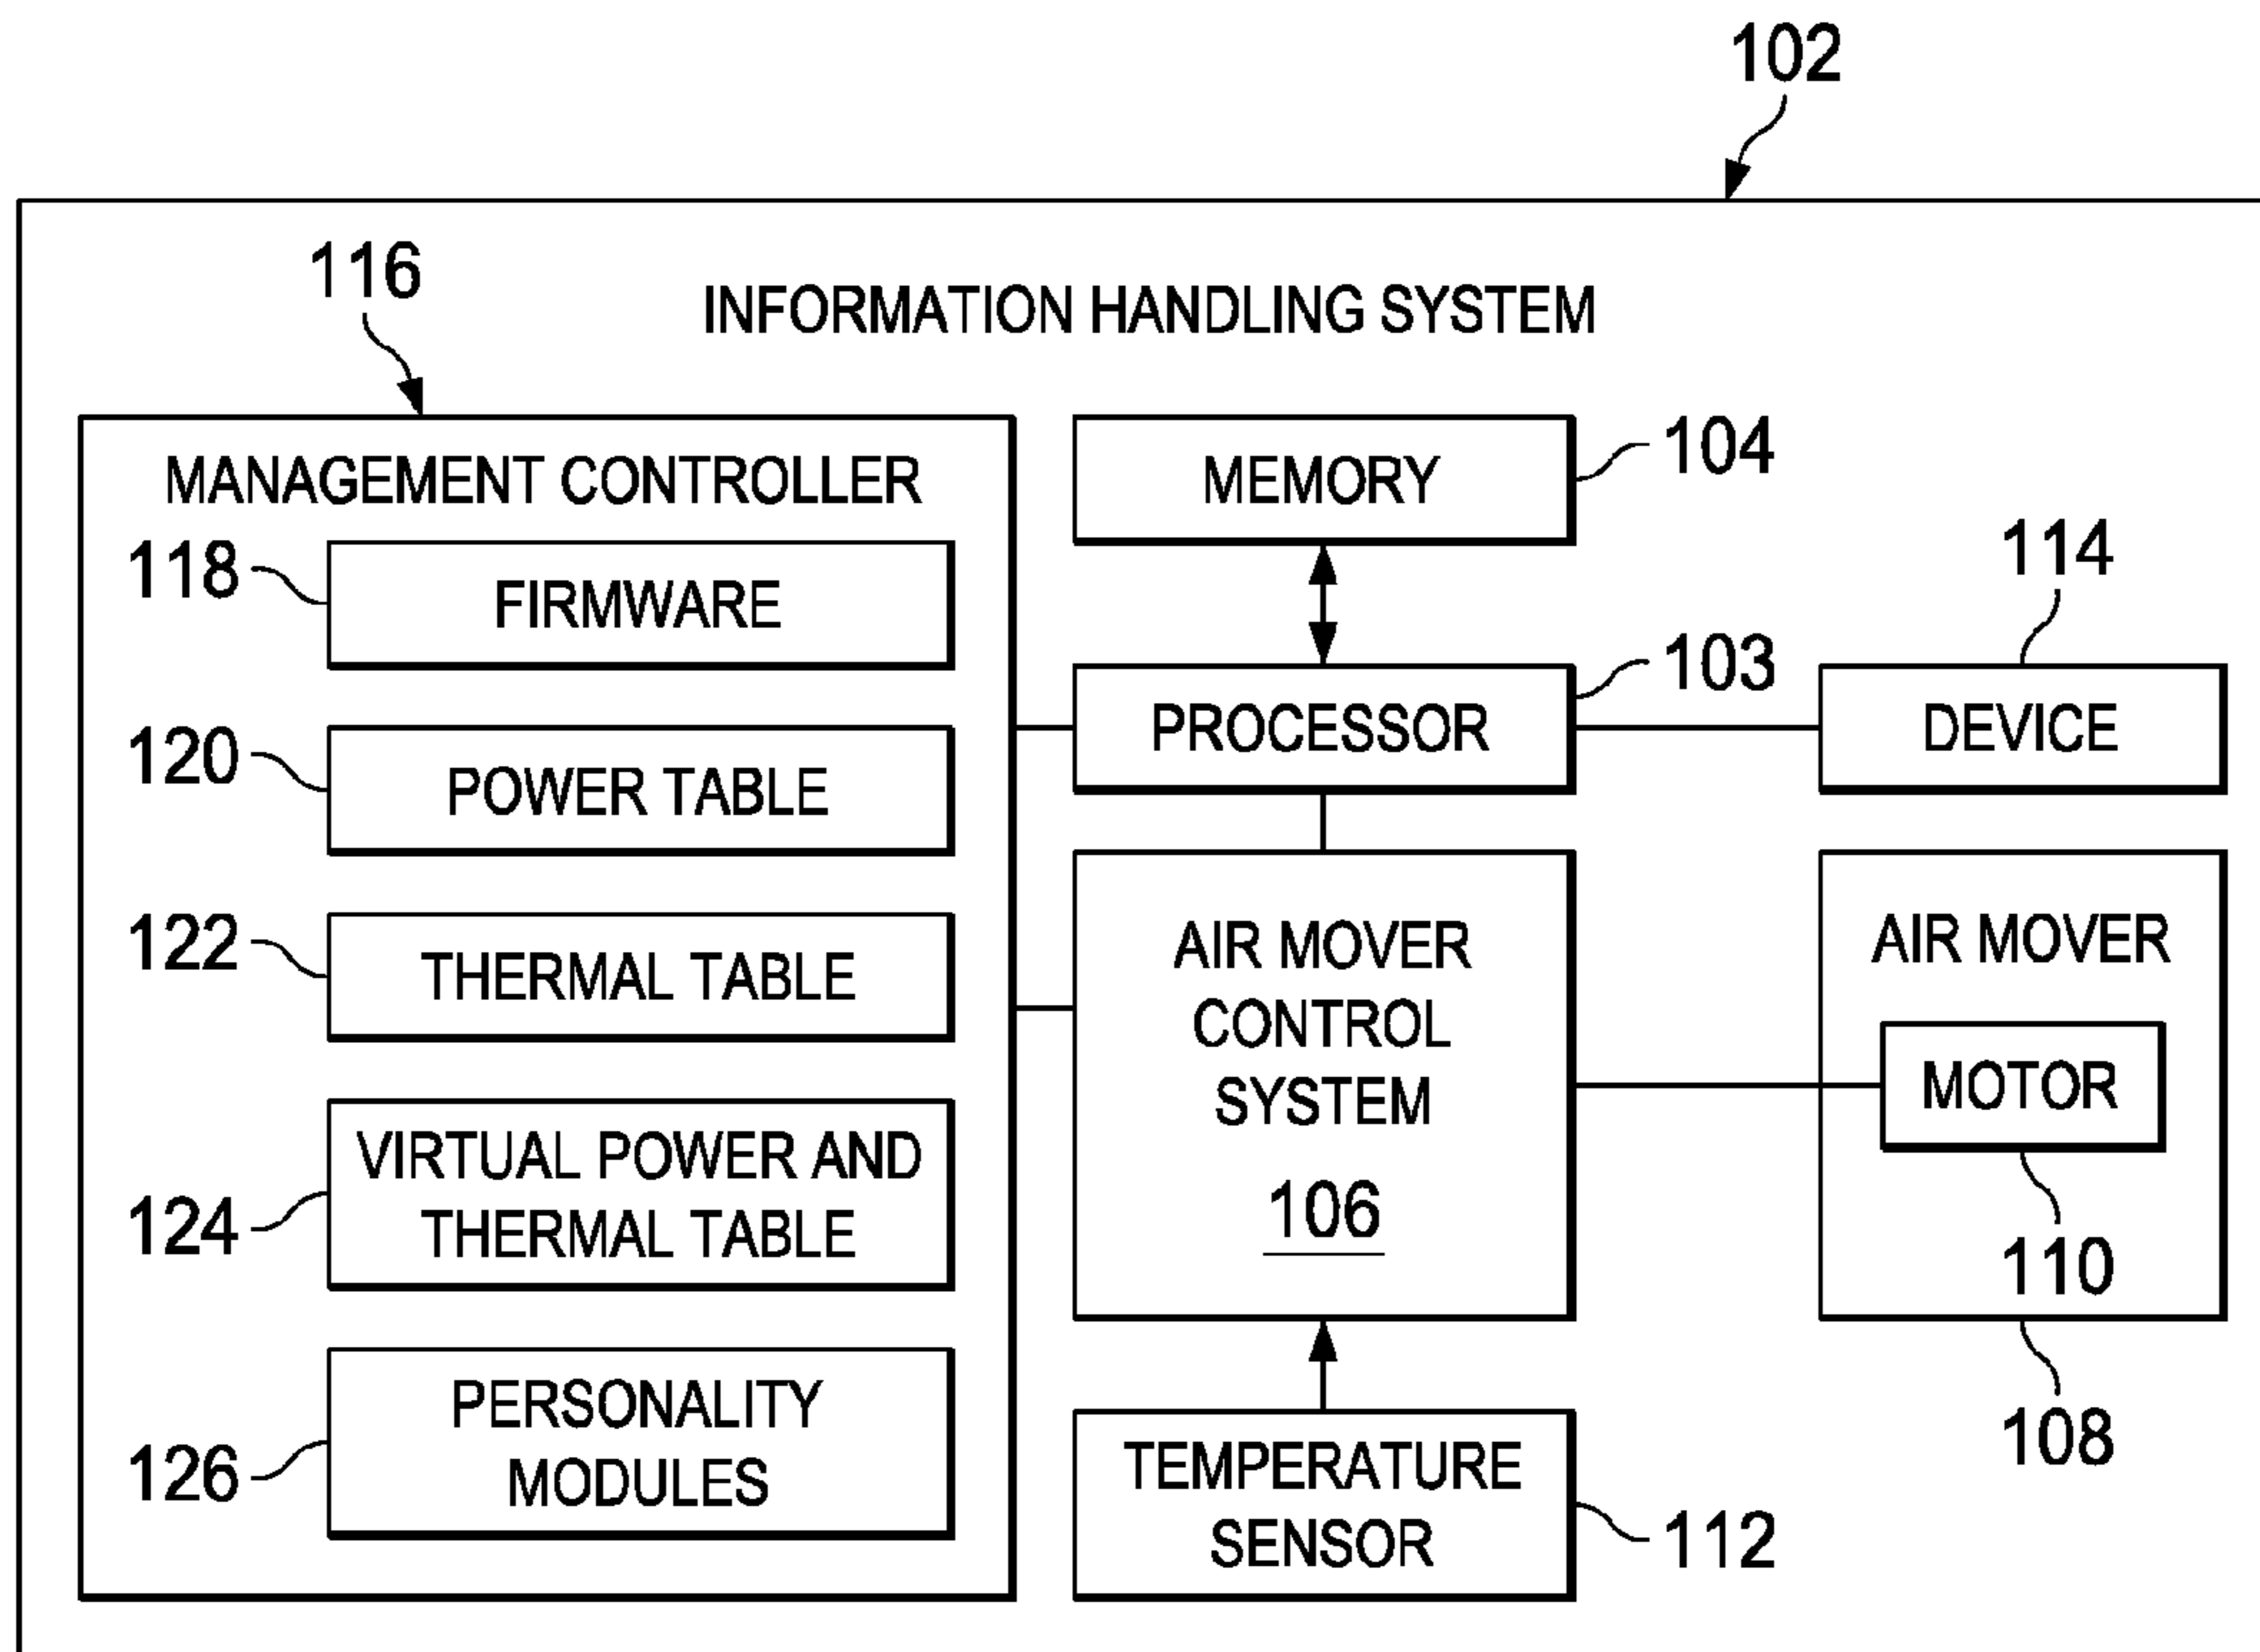 102
116
INFORMATION HANDLING SYSTEM
MANAGEMENT CONTROLLER
118
FIRMWARE
120
POWER TABLE
122
THERMAL TABLE
124
VIRTUAL POWER AND
THERMAL TABLE
126
PERSONALITY
MODULES
MEMORY
104
PROCESSOR
103
114
DEVICE
AIR MOVER
CONTROL
SYSTEM
106
AIR MOVER
MOTOR
110
108
TEMPERATURE
SENSOR
112